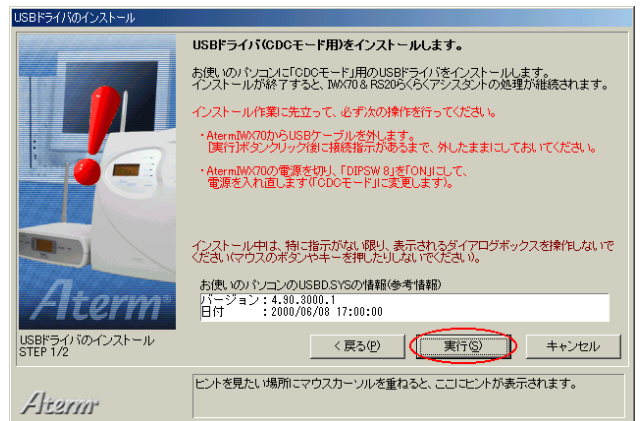 USBドライバのインストール
USBドライバ(CDCモード用)をインストールします。
お使いのパソコンに「CDCモード」用のUSBドライバをインストールします。
インストールが終了すると、IWX70 & RS20らくらくアシスタントの処理が継続されます。
インストール作業に先立って、必ず次の操作を行ってください。
・AtermIWX70からUSBケーブルを外します。
[実行]ボタンクリック後に接続指示があるまで、外したままにしておいてください。
・AtermIWX70の電源を切り、「DIPSW 8」を「ON」にして、
電源を入れ直します(「CDCモード」に変更します)。
インストール中は、特に指示がない限り、表示されるダイアログボックスを操作しないで
ください(マウスのボタンやキーを押したりしないでください)。
お使いのパソコンのUSBD.SYSの情報(参考情報)
バージョン：4.90.3000.1
日付　　　：2000/06/08 17:00:00
Aterm®
USBドライバのインストール
STEP 1/2
< 戻る(P)
実行(S)
キャンセル
ヒントを見たい場所にマウスカーソルを重ねると、ここにヒントが表示されます。
Aterm